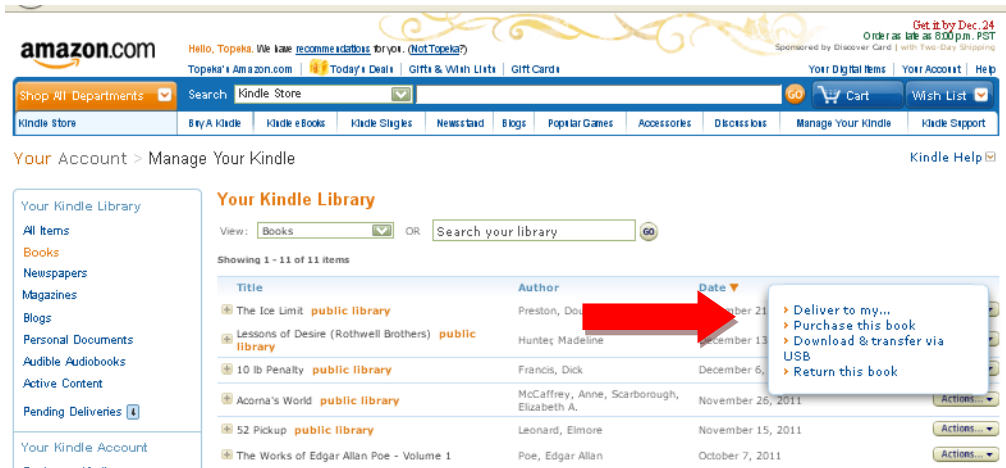 Get it by Dec. 24
amazon.com
Hello, Topeka. We have recommendations for you. (Not Topeka?)
Order as late as 8:00 p.m. PST
Sponsored by Discover Card | with Two-Day Shipping
Topeka's Amazon.com | Today's Deals | Gifts & Wish Lists | Gift Cards
Your Digital Items | Your Account | Help
Shop All Departments Search Kindle Store GO Cart Wish List
Kindle Store Buy A Kindle Kindle eBooks Kindle Singles Newsstand Blogs Popular Games Accessories Discussions Manage Your Kindle Kindle Support
Your Account > Manage Your Kindle
Kindle Help
Your Kindle Library
All Items
Books
Newspapers
Magazines
Blogs
Personal Documents
Audible Audiobooks
Active Content
Pending Deliveries
Your Kindle Account
Your Kindle Library
View: Books OR Search your library GO
Showing 1 - 11 of 11 items
Title Author Date
The Ice Limit public library Preston, 21
Lessons of Desire (Rothwell Brothers) public
library
Hunter, Madeline December 13
10 lb Penalty public library Francis, Dick December 6,
Acorna's World public library
McCaffrey, Anne, Scarborough,
Elizabeth A.
November 26, 2011 Actions...
52 Pickup public library Leonard, Elmore November 15, 2011 Actions...
The Works of Edgar Allan Poe - Volume 1 Poe, Edgar Allan October 7, 2011 Actions...
Deliver to my...
Purchase this book
Download & transfer via
USB
Return this book